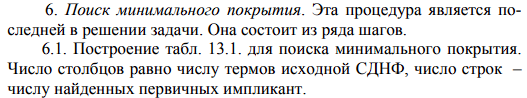 6. Поиск минимального покрытия. Эта процедура является по-
следней в решении задачи. Она состоит из ряда шагов.
6.1. Построение табл. 13.1. для поиска минимального покрытия.
Число столбцов равно числу термов исходной СДНФ, число строк –
числу найденных первичных импликант.